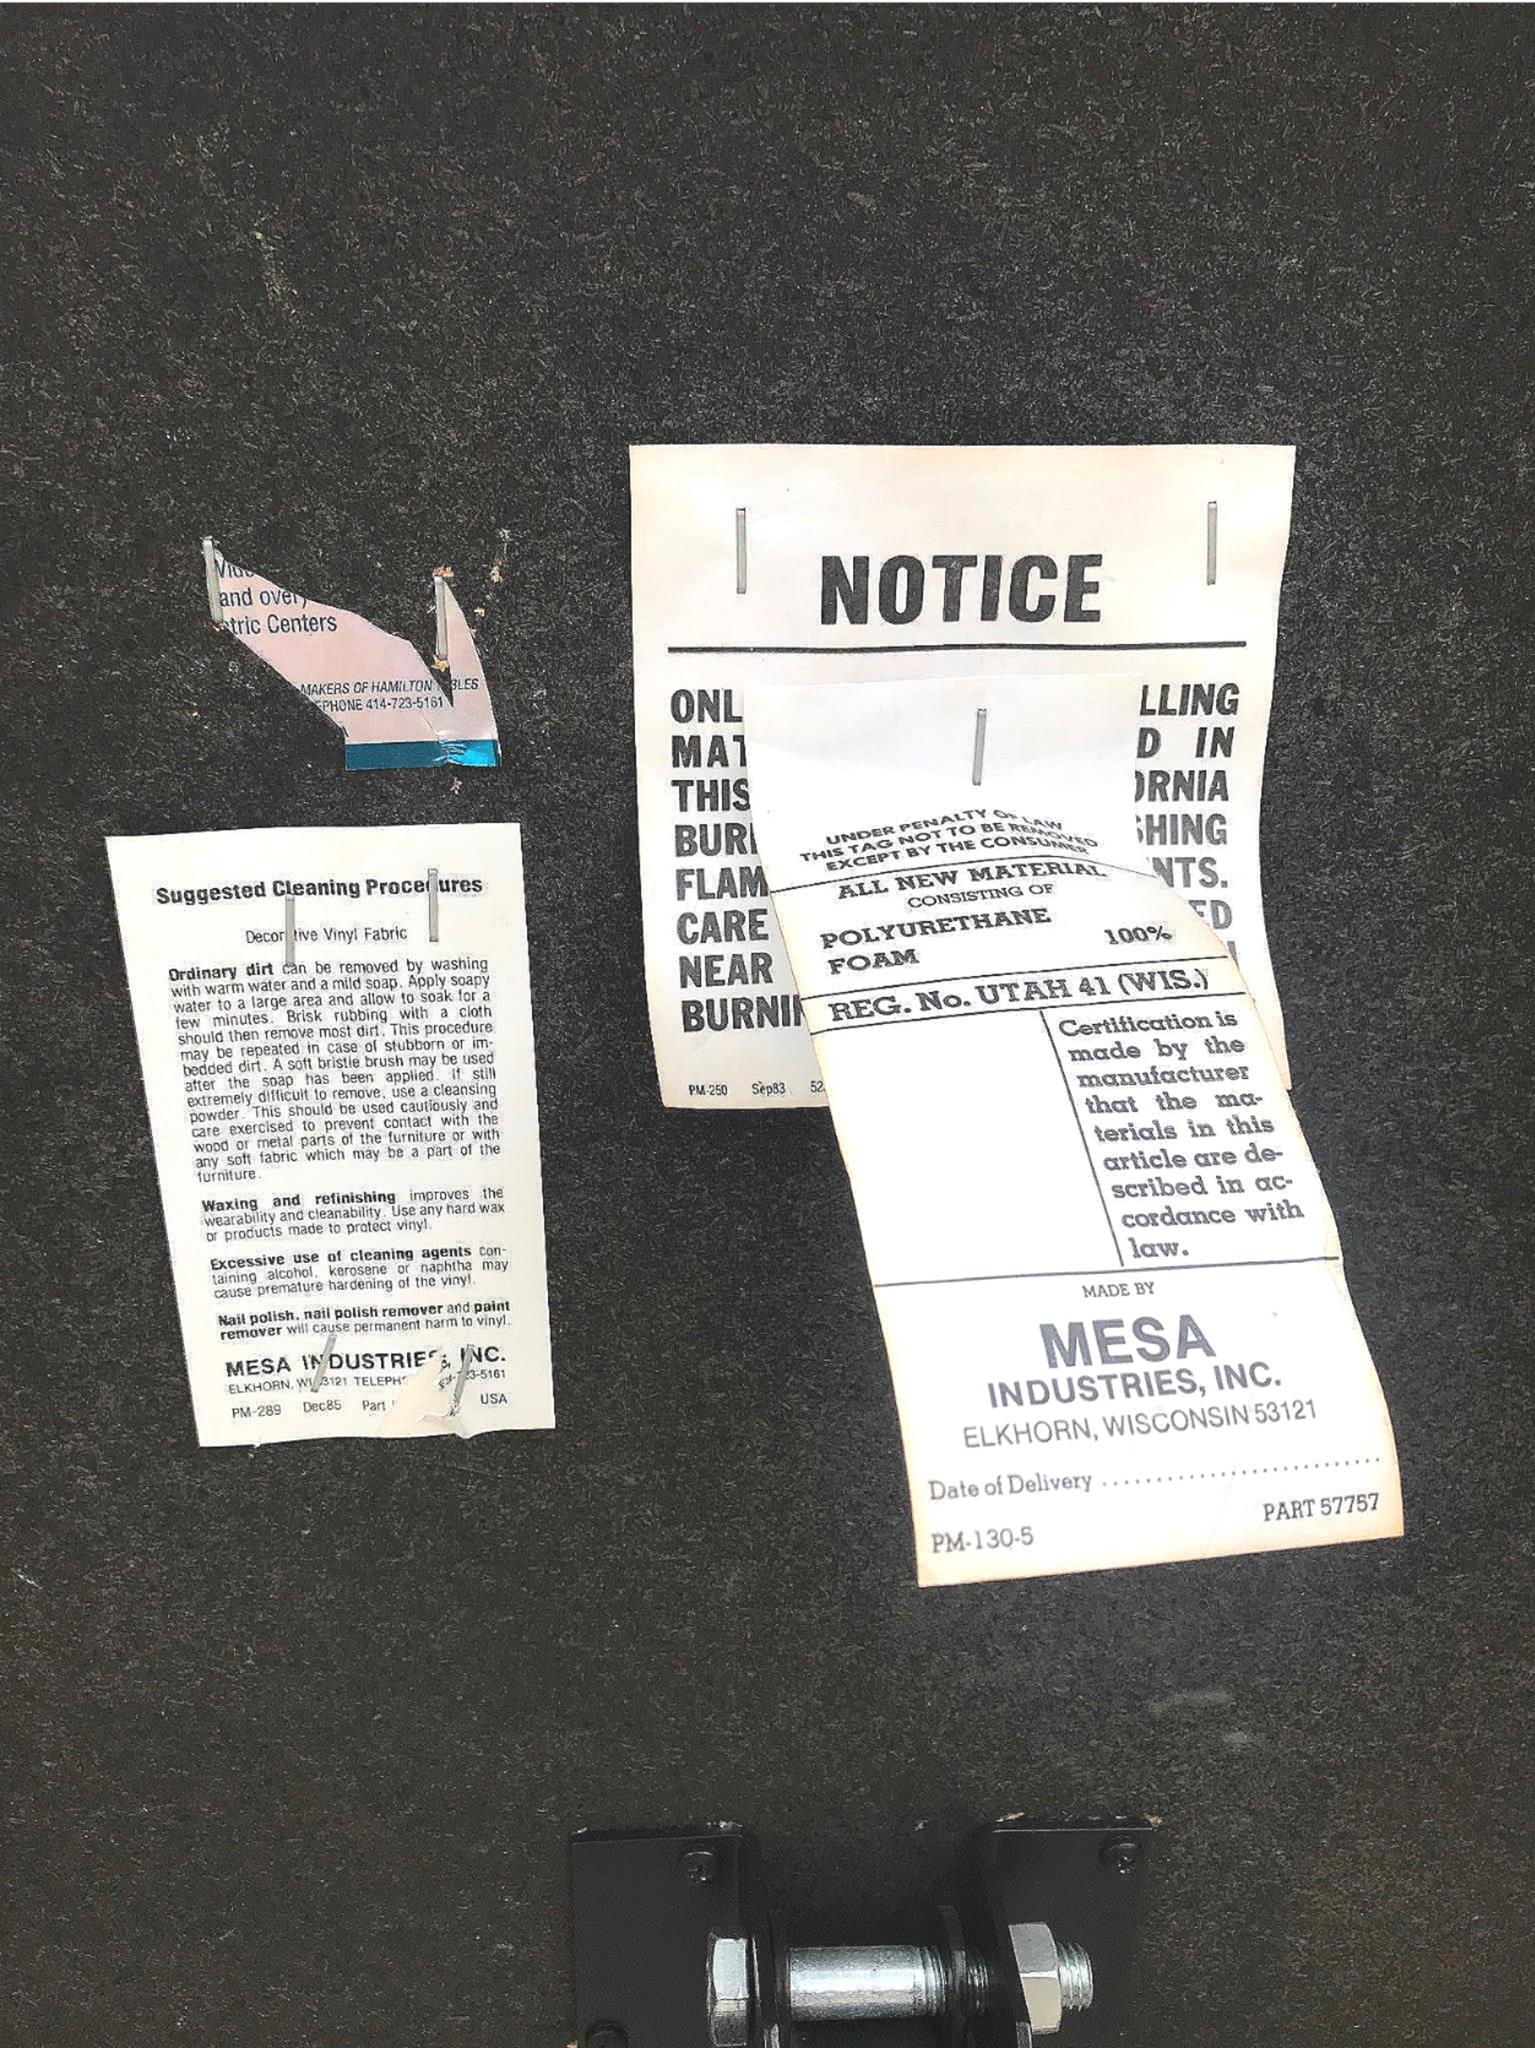 and over
tric Centers
MAKERS OF HAMILTON
PHONE 414-723-5161
Suggested Cleaning Procedures
Decorative Vinyl Fabric
Ordinary dirt can be removed by washing
with warm water and a mild soap. Apply soapy
water to a large area and allow to soak for a
few minutes. Brisk rubbing with a cloth
should then remove most dirt. This procedure
may be repeated in case of stubborn or im-
bedded dirt. A soft bristle brush may be used
after the soap has been applied. If still
extremely difficult to remove, use a cleansing
powder. This should be used cautiously and
care exercised to prevent contact with the
wood or metal parts of the furniture or with
any soft fabric which may be a part of the
furniture.
Waxing and refinishing improves the
wearability and cleanability. Use any hard wax
or products made to protect vinyl.
Excessive use of cleaning agents con-
taining alcohol, kerosene or naphtha may
cause premature hardening of the vinyl.
Nail polish, nail polish remover and paint
remover will cause permanent harm to vinyl.
MESA INDUSTRIES, INC.
ELKHORN, WI 53121 TELEPH 23-5161
PM-289 Dec85 Part USA
NOTICE
ONL LLING
MAT D IN
THIS ORNIA
BUR SHING
FLAM NTS.
CARE ED
NEAR
BURNIN
PM-250 Sep83 52
UNDER PENALTY OF LAW
THIS TAG NOT TO BE REMOVED
EXCEPT BY THE CONSUMER
ALL NEW MATERIAL
CONSISTING OF
POLYURETHANE
FOAM 100%
REG. No. UTAH 41 (WIS.)
Certification is
made by the
manufacturer
that the ma-
terials in this
article are de-
scribed in ac-
cordance with
law.
MADE BY
MESA
INDUSTRIES, INC.
ELKHORN, WISCONSIN 53121
Date of Delivery ............................
PM-130-5 PART 57757